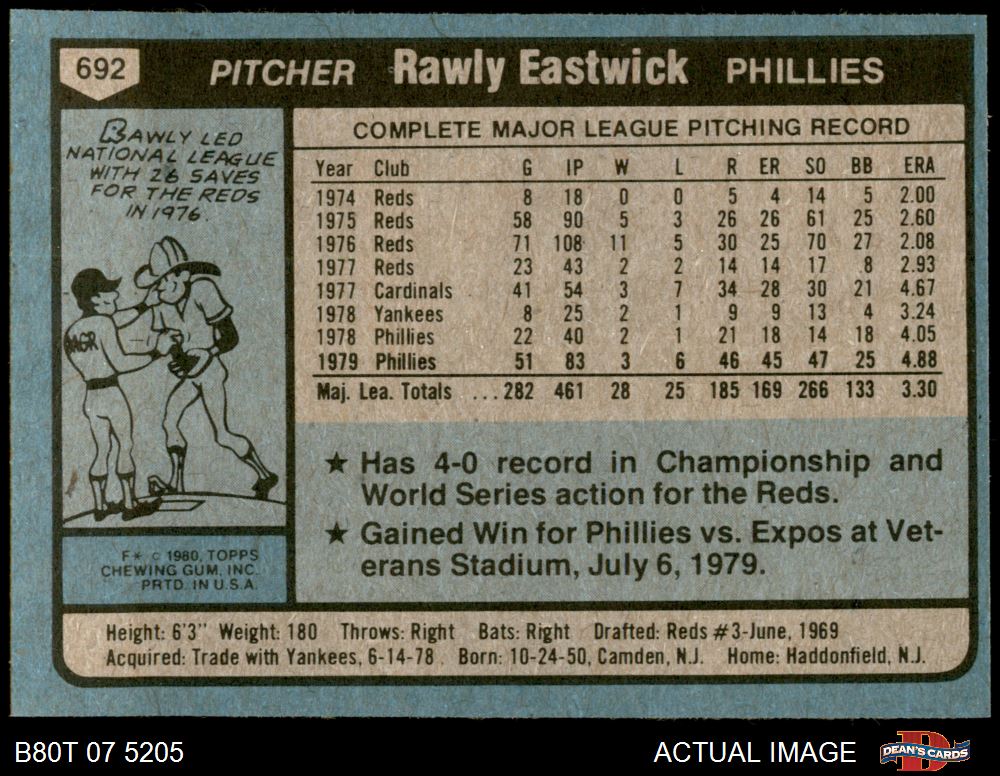 692 PITCHER Rawly Eastwick PHILLIES
RAWLY LED
NATIONAL LEAGUE
WITH 26 SAVES
FOR THE REDS
IN 1976.
MGR
F* © 1980, TOPPS
CHEWING GUM, INC.
PRTD. IN U.S.A.
COMPLETE MAJOR LEAGUE PITCHING RECORD
Year Club G IP W L R ER SO BB ERA
1974 Reds 8 18 0 0 5 4 14 5 2.00
1975 Reds 58 90 5 3 26 26 61 25 2.60
1976 Reds 71 108 11 5 30 25 70 27 2.08
1977 Reds 23 43 2 2 14 14 17 8 2.93
1977 Cardinals 41 54 3 7 34 28 30 21 4.67
1978 Yankees 8 25 2 1 9 9 13 4 3.24
1978 Phillies 22 40 2 1 21 18 14 18 4.05
1979 Phillies 51 83 3 6 46 45 47 25 4.88
Maj. Lea. Totals ...282 461 28 25 185 169 266 133 3.30
★ Has 4-0 record in Championship and
World Series action for the Reds.
★ Gained Win for Phillies vs. Expos at Vet-
erans Stadium, July 6, 1979.
Height: 6'3" Weight: 180 Throws: Right Bats: Right Drafted: Reds #3-June, 1969
Acquired: Trade with Yankees, 6-14-78 Born: 10-24-50, Camden, N.J. Home: Haddonfield, N.J.
B80T 07 5205 ACTUAL IMAGE DEAN'S CARDS